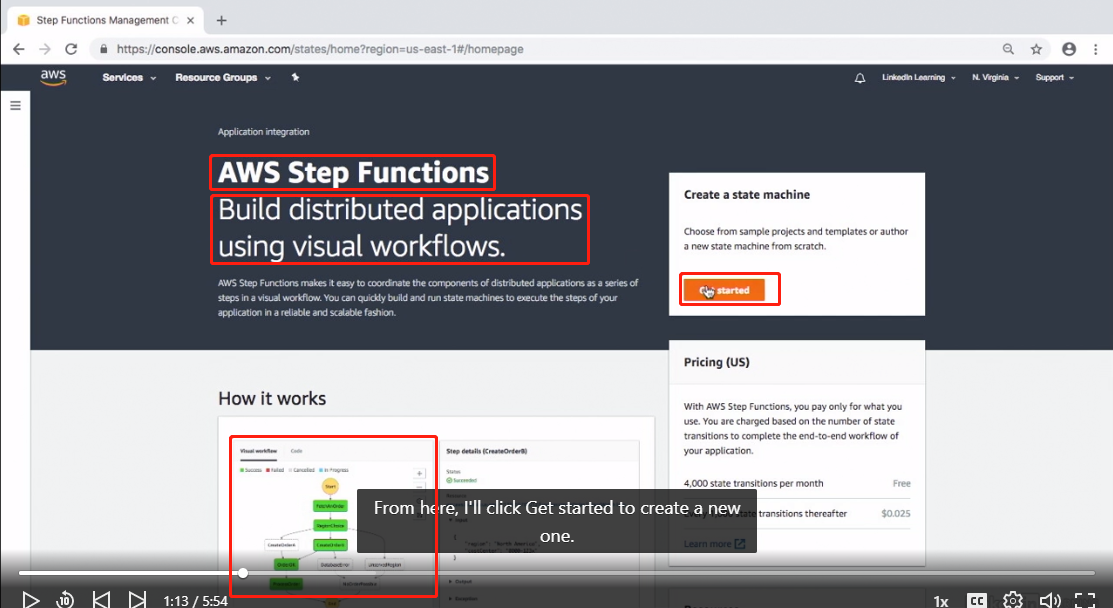 Step Functions Management C
https://console.aws.amazon.com/states/home?region=us-east-1#/homepage
aws
Services
Resource Groups
LinkedIn Learning
N. Virginia
Support
Application integration
AWS Step Functions
Build distributed applications
using visual workflows.
AWS Step Functions makes it easy to coordinate the components of distributed applications as a series of
steps in a visual workflow. You can quickly build and run state machines to execute the steps of your
application in a reliable and scalable fashion.
Create a state machine
Choose from sample projects and templates or author
a new state machine from scratch.
started
Pricing (US)
With AWS Step Functions, you pay only for what you
use. You are charged based on the number of state
transitions to complete the end-to-end workflow of
your application.
4,000 state transitions per month
Free
state transitions thereafter
$0.025
Learn more
How it works
Visual workflow
Code
Success
Failed
Cancelled
In Progress
Start
Step details (CreateOrderB)
Status
Succeeded
Input
Output
Exception
From here, I'll click Get started to create a new
one.
10
1:13 / 5:54
1x
CC